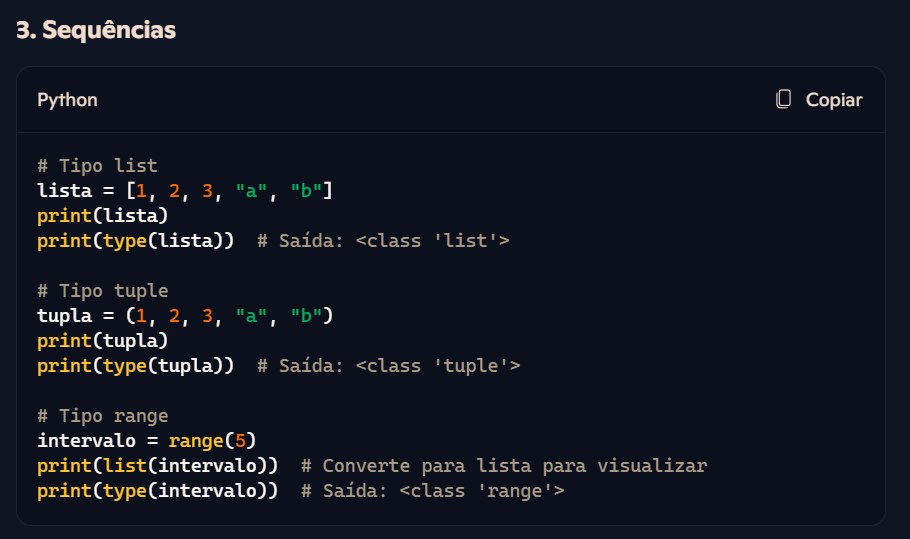 3. Sequências
Python
Copiar
# Tipo list
lista = [1, 2, 3, "a", "b"]
print(lista)
print(type(lista))  # Saída: <class 'list'>
# Tipo tuple
tupla = (1, 2, 3, "a", "b")
print(tupla)
print(type(tupla))  # Saída: <class 'tuple'>
# Tipo range
intervalo = range(5)
print(list(intervalo))  # Converte para lista para visualizar
print(type(intervalo))  # Saída: <class 'range'>